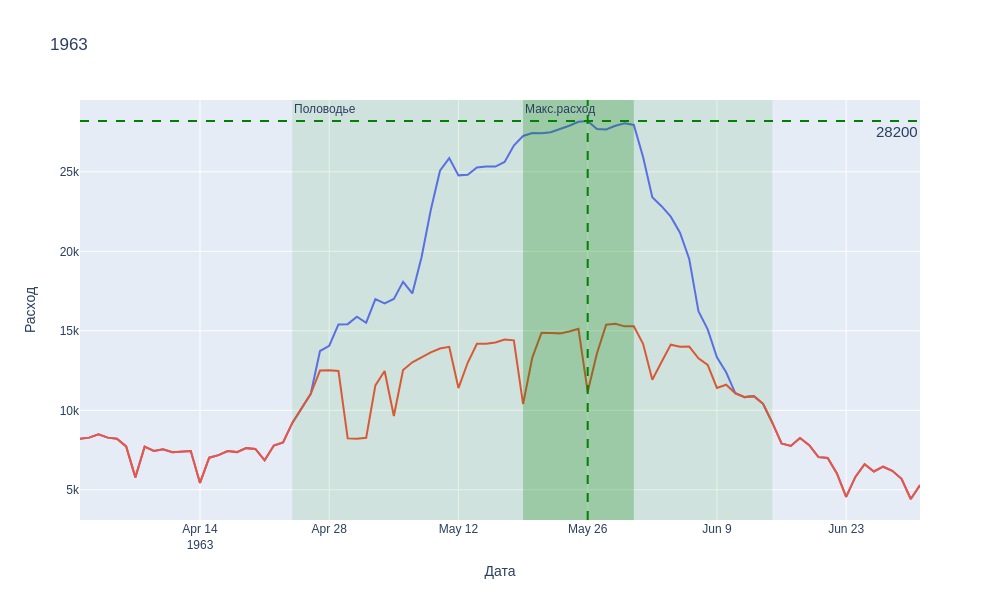 1963
Половодье
Макс.расход
28200
25k
20k
15k
10k
5k
Расход
Apr 14
1963
Apr 28
May 12
May 26
Jun 9
Jun 23
Дата